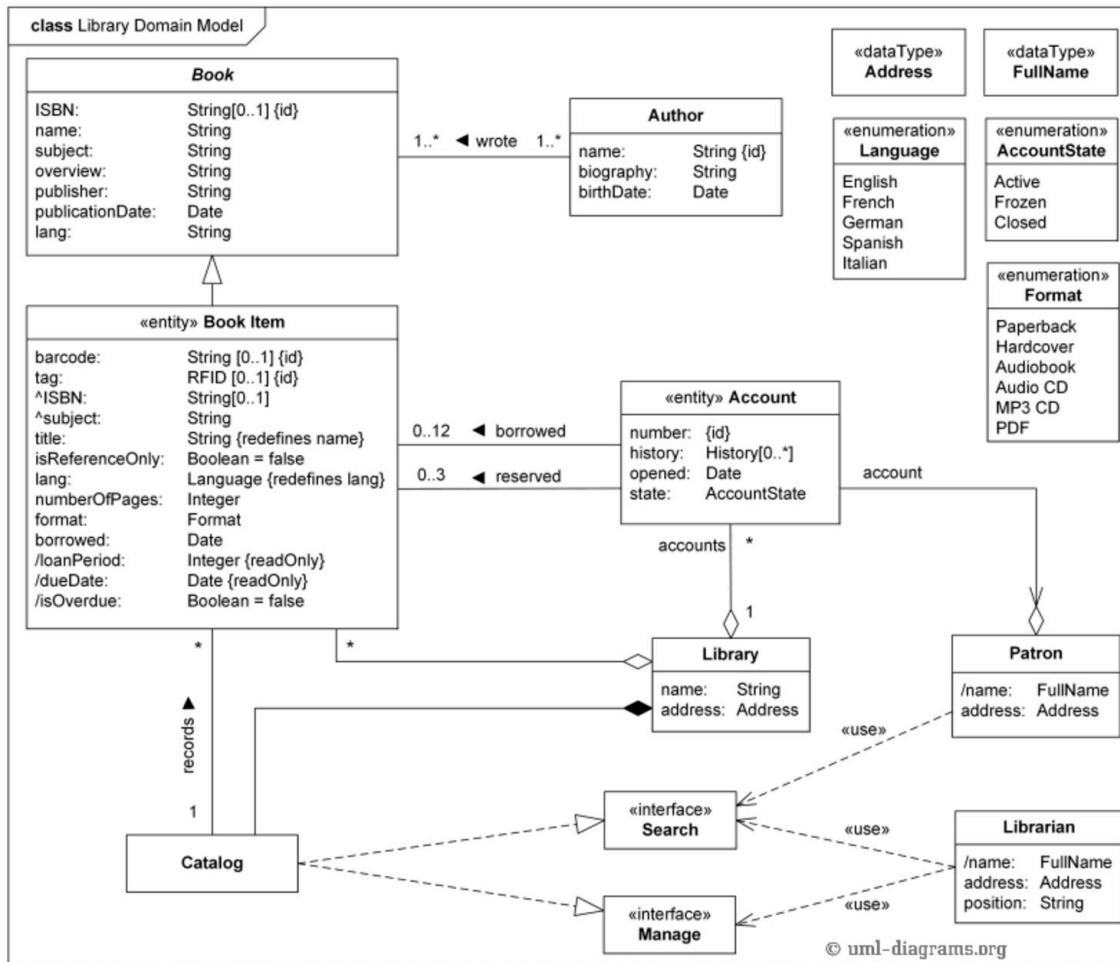 class Library Domain Model
Book
ISBN: String[0..1] {id}
name: String
subject: String
overview: String
publisher: String
publicationDate: Date
lang: String
1..* ◄ wrote 1..*
Author
name: String {id}
biography: String
birthDate: Date
«dataType»
Address
«dataType»
FullName
«enumeration»
Language
English
French
German
Spanish
Italian
«enumeration»
AccountState
Active
Frozen
Closed
«enumeration»
Format
Paperback
Hardcover
Audiobook
Audio CD
MP3 CD
PDF
«entity» Book Item
barcode: String [0..1] {id}
tag: RFID [0..1] {id}
^ISBN: String[0..1]
^subject: String
title: String {redefines name}
isReferenceOnly: Boolean = false
lang: Language {redefines lang}
numberOfPages: Integer
format: Format
borrowed: Date
/loanPeriod: Integer {readOnly}
/dueDate: Date {readOnly}
/isOverdue: Boolean = false
0..12 ◄ borrowed
0..3 ◄ reserved
«entity» Account
number: {id}
history: History[0..*]
opened: Date
state: AccountState
account
accounts *
1
* *
Library
name: String
address: Address
Patron
/name: FullName
address: Address
records ►
1
«use»
Catalog
«interface»
Search
«use»
«use»
«interface»
Manage
Librarian
/name: FullName
address: Address
position: String
© uml-diagrams.org